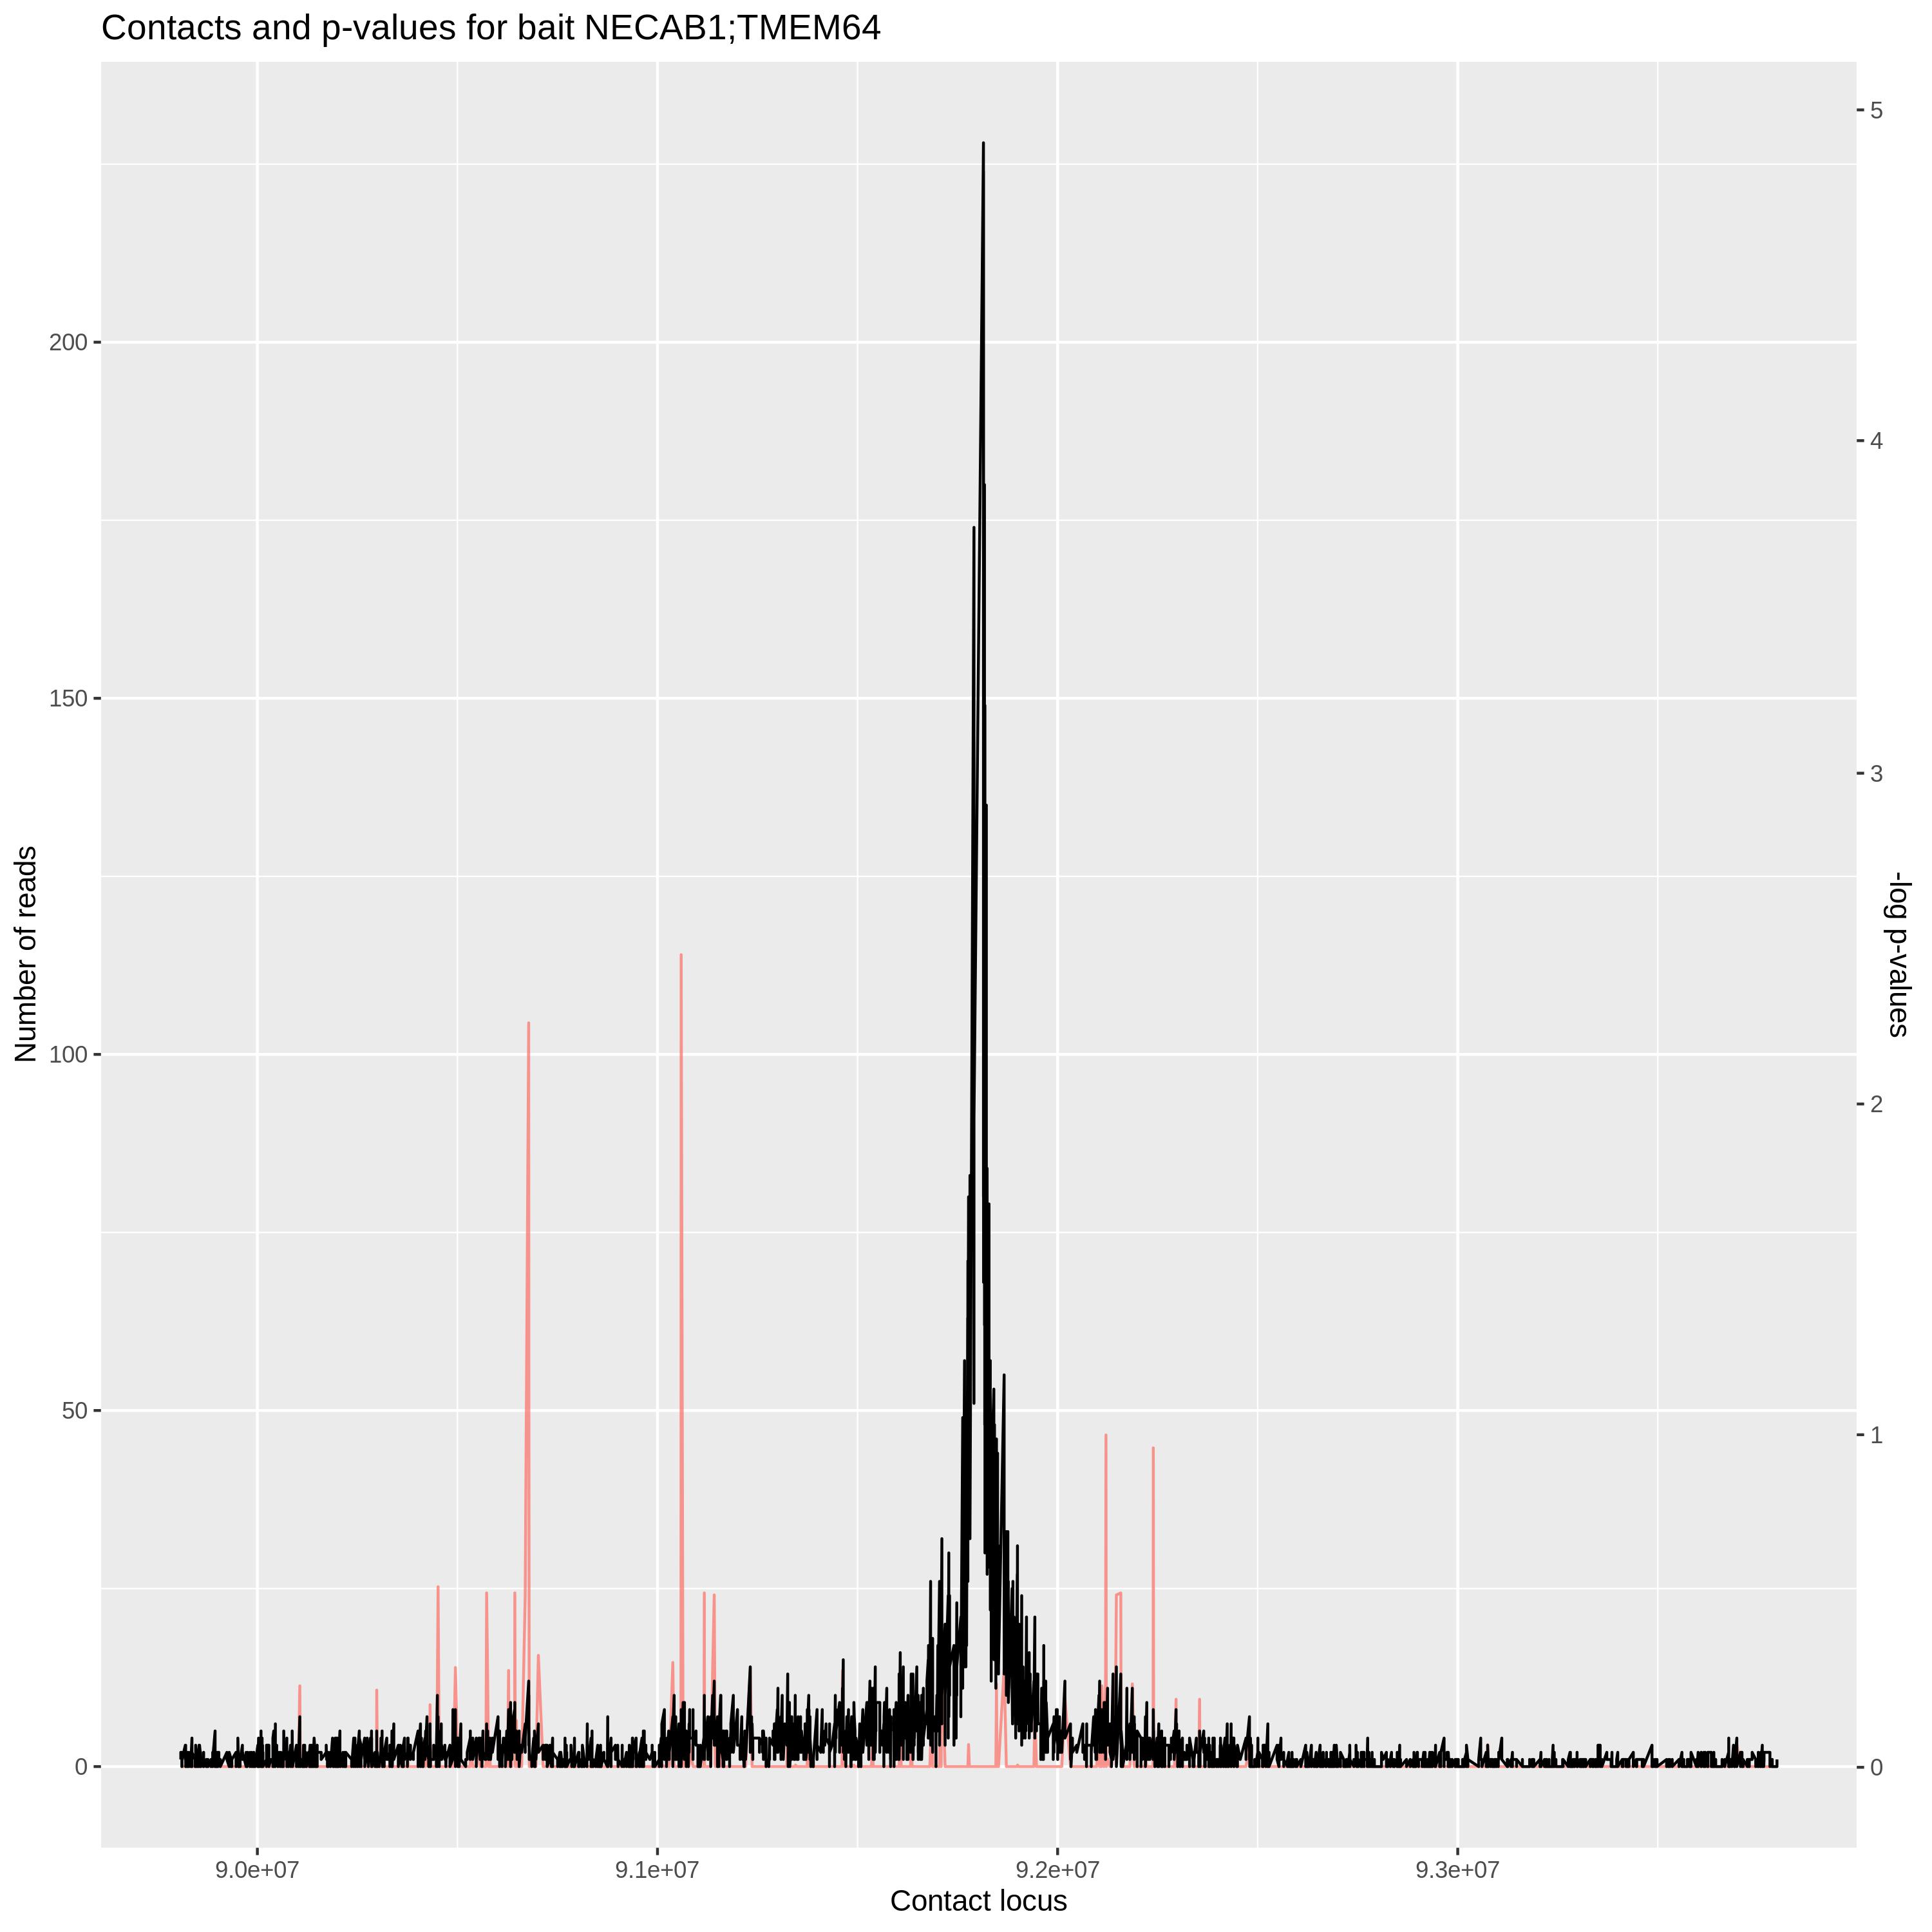 Contacts and p-values for bait NECAB1;TMEM64
Number of reads
200
150
100
50
0
5
4
3
2
1
0
-log p-values
9.0e+07
9.1e+07
9.2e+07
9.3e+07
Contact locus